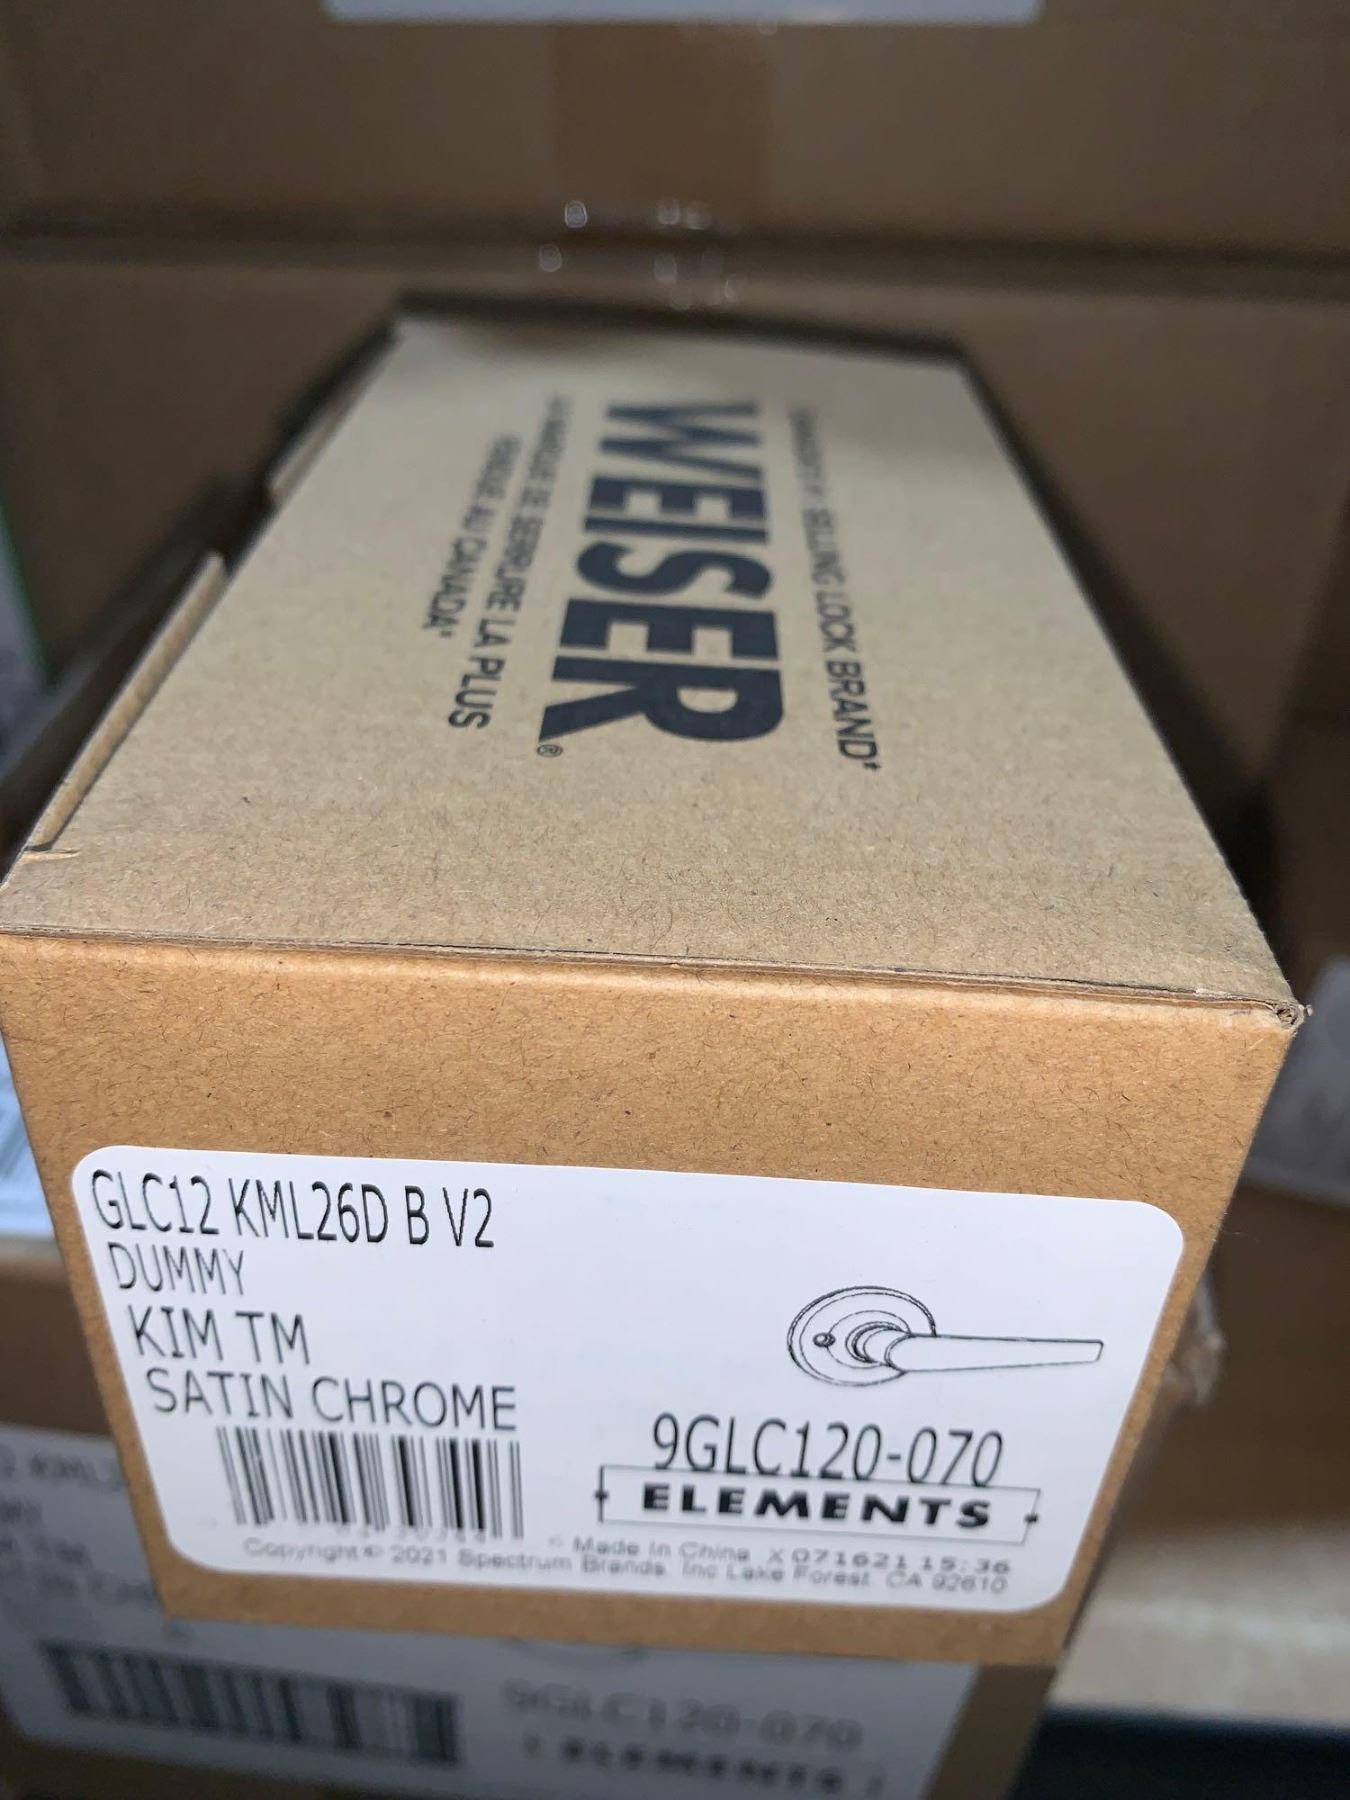 CANADA'S # SELLING LOCK BRAND‡
WEISER®
LA MARQUE DE SERRURE LA PLUS
VENDUE AU CANADA‡
GLC12 KML26D B V2
DUMMY
KIM TM
SATIN CHROME
9GLC120-070
ELEMENTS
Made In China X 071621 15:36
Copyright © 2021 Spectrum Brands, Inc Lake Forest, CA 92610
9GLC120-070
ELEMENTS